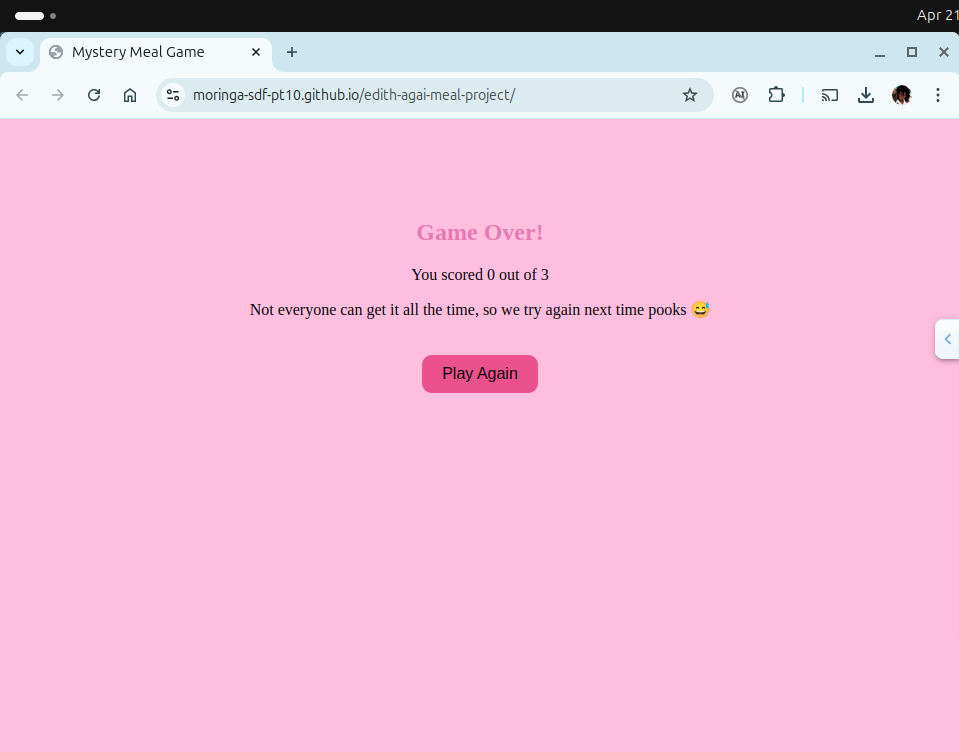 Apr 21
Mystery Meal Game
moringa-sdf-pt10.github.io/edith-agai-meal-project/
Game Over!
You scored 0 out of 3
Not everyone can get it all the time, so we try again next time pooks 😅
Play Again